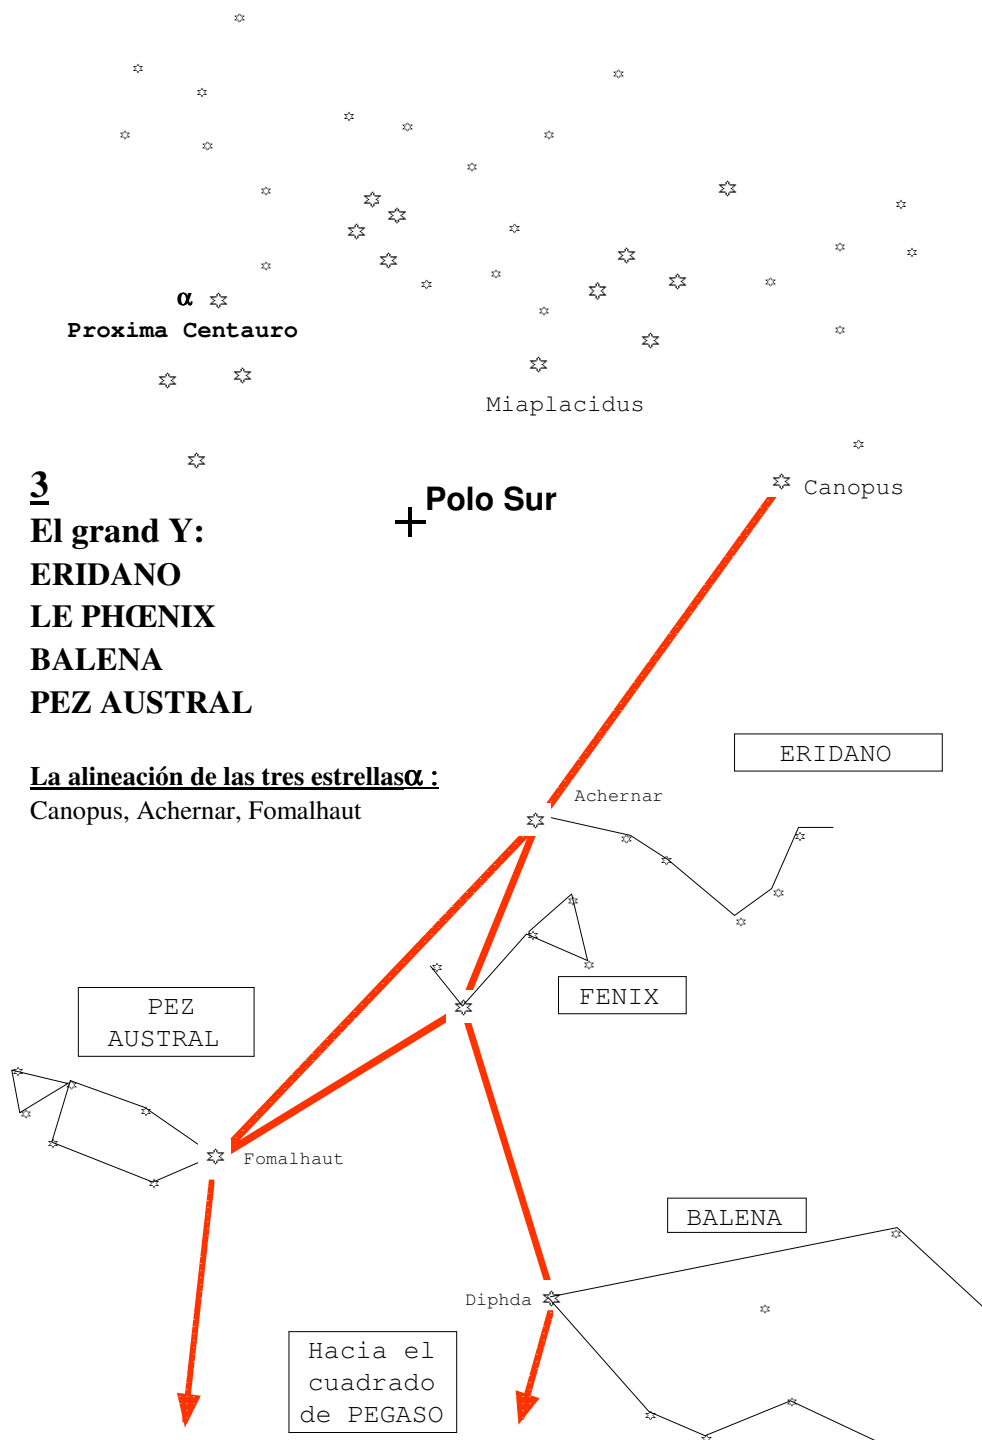 α
Proxima Centauro
Miaplacidus
Canopus
Polo Sur
3
El grand Y:
ERIDANO
LE PHŒNIX
BALENA
PEZ AUSTRAL
La alineación de las tres estrellasα :
Canopus, Achernar, Fomalhaut
ERIDANO
Achernar
FENIX
PEZ
AUSTRAL
Fomalhaut
BALENA
Diphda
Hacia el
cuadrado
de PEGASO